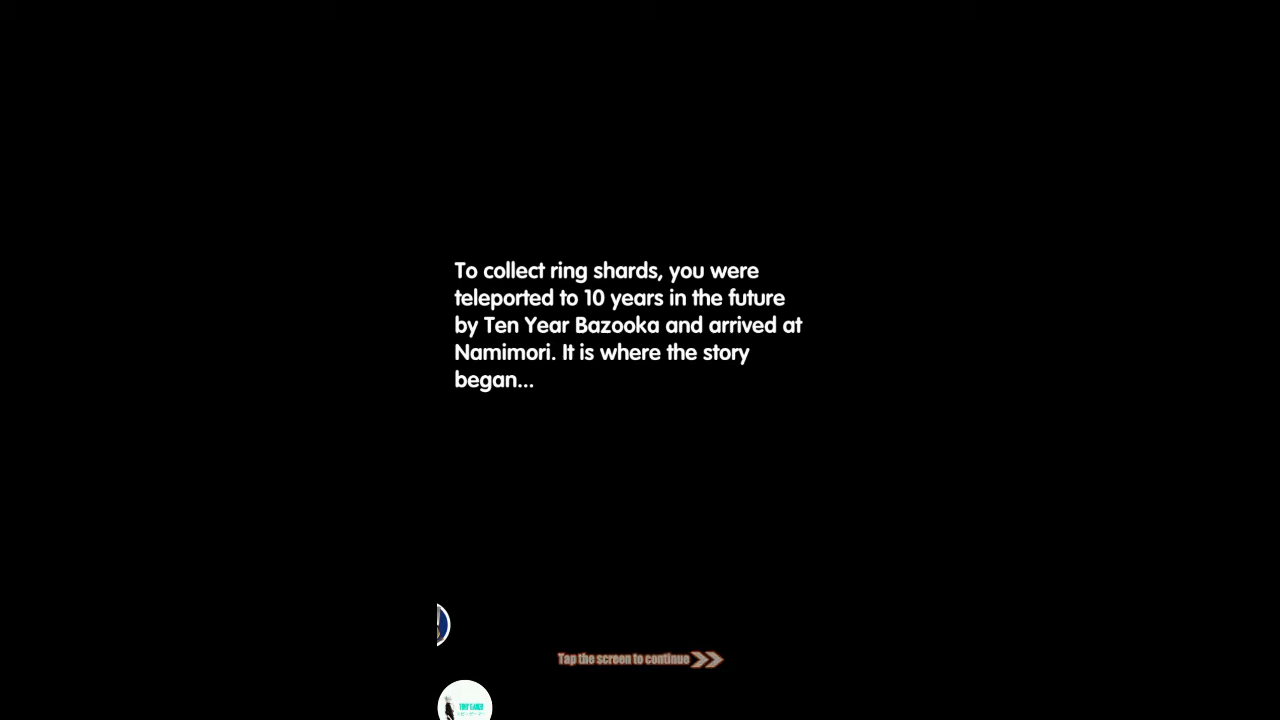 To collect ring shards, you were
teleported to 10 years in the future
by Ten Year Bazooka and arrived at
Namimori. It is where the story
began...
Tap the screen to continue